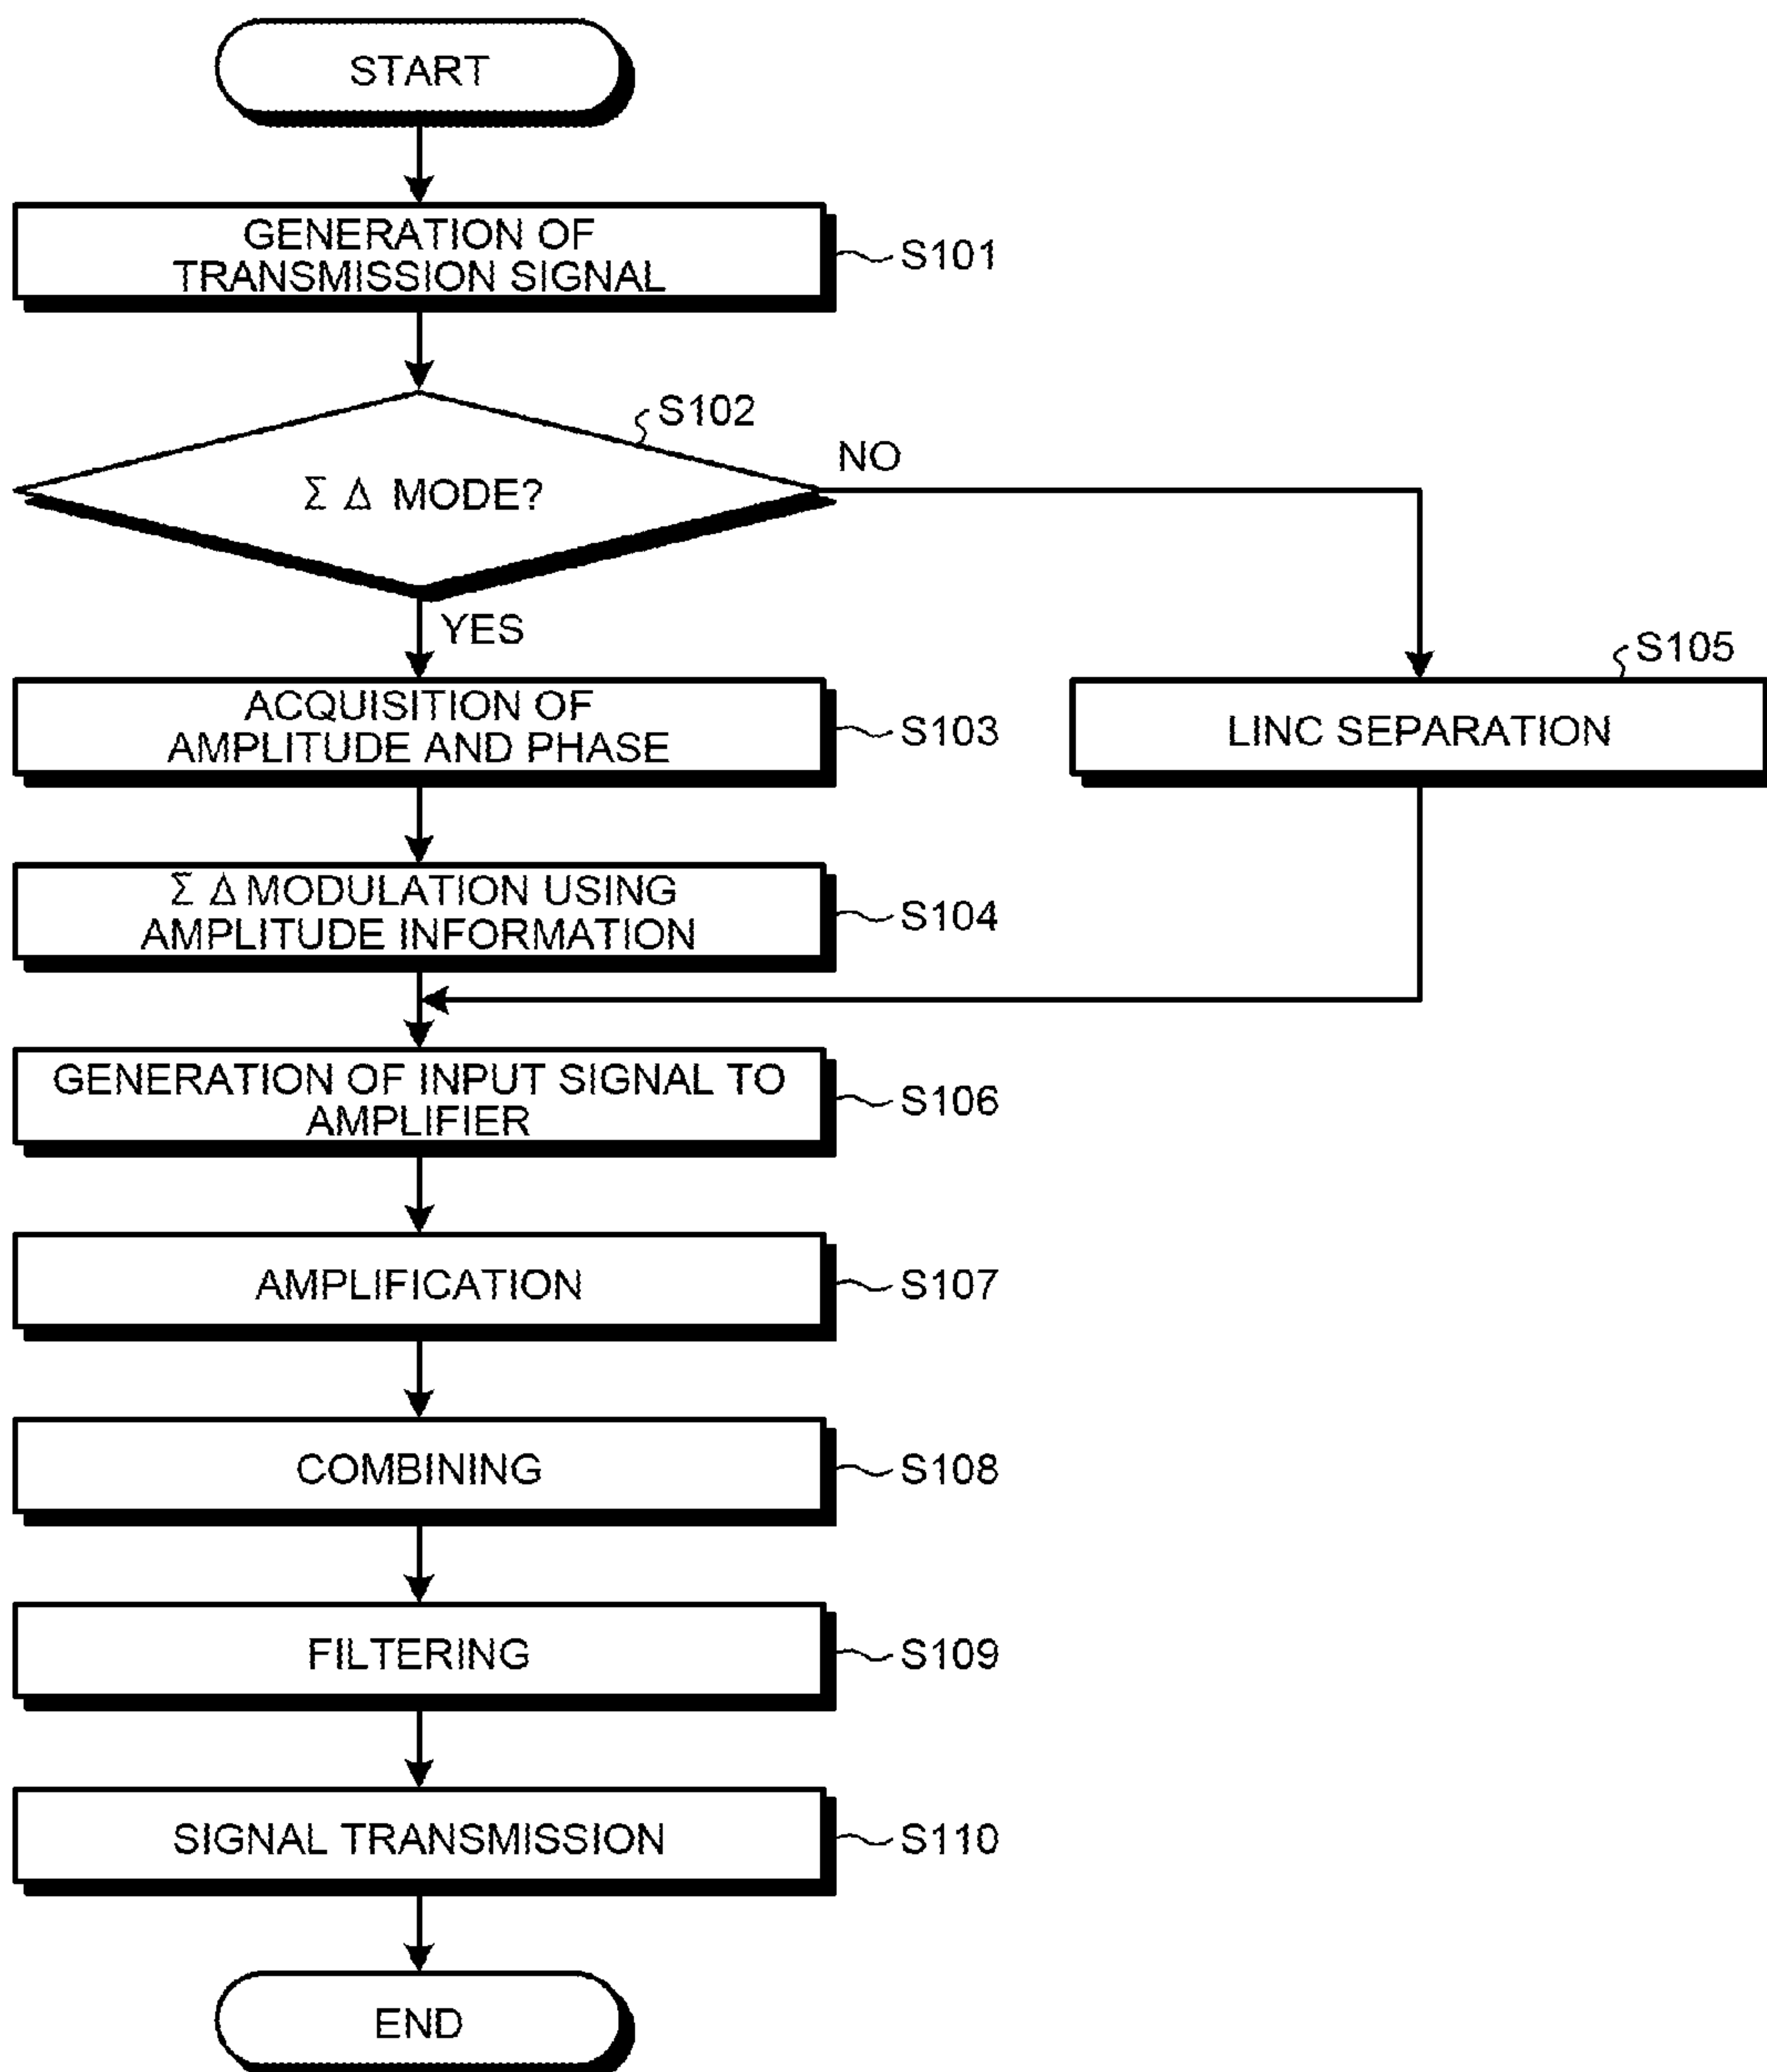 START
GENERATION OF
TRANSMISSION SIGNAL
S101
S102
Σ Δ MODE?
NO
YES
ACQUISITION OF
AMPLITUDE AND PHASE
S103
S105
LINC SEPARATION
Σ Δ MODULATION USING
AMPLITUDE INFORMATION
S104
GENERATION OF INPUT SIGNAL TO
AMPLIFIER
S106
AMPLIFICATION
S107
COMBINING
S108
FILTERING
S109
SIGNAL TRANSMISSION
S110
END